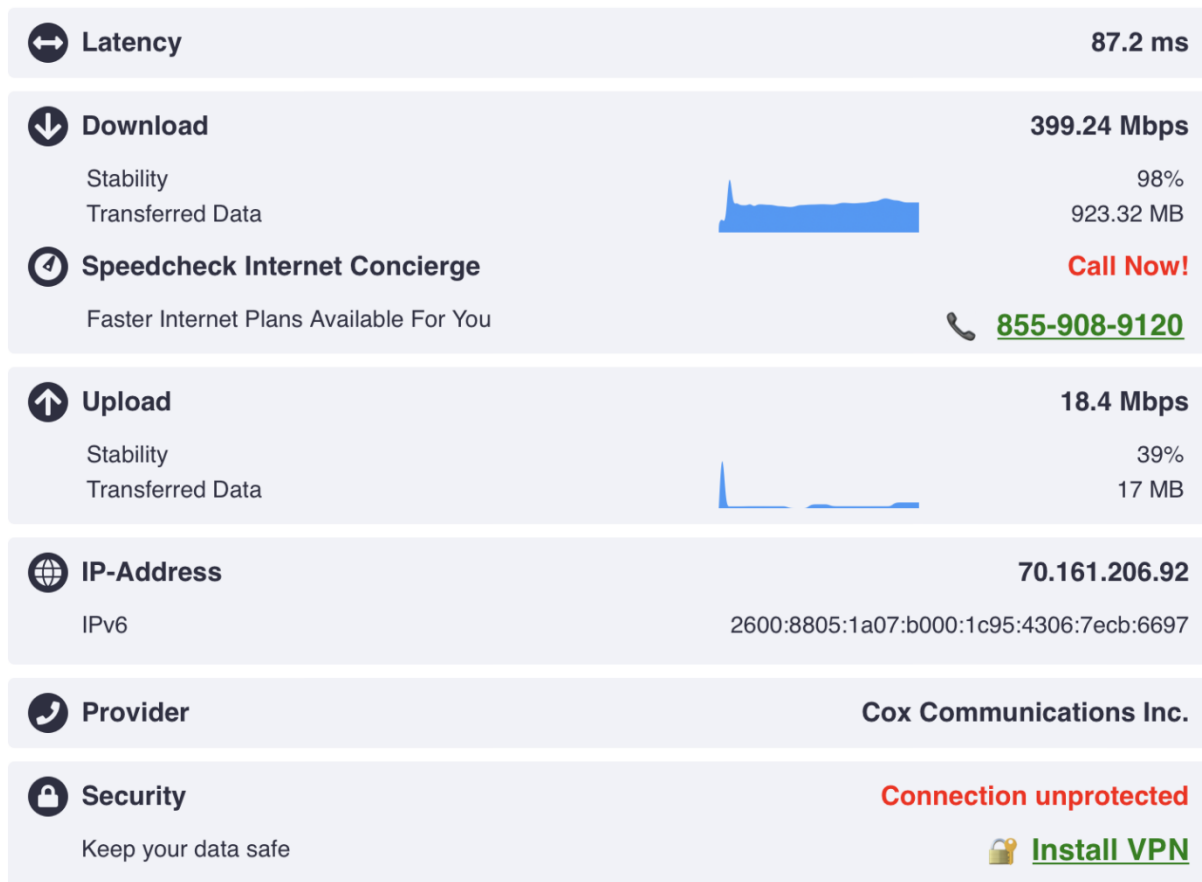 Latency 87.2 ms
Download 399.24 Mbps
Stability 98%
Transferred Data 923.32 MB
Speedcheck Internet Concierge Call Now!
Faster Internet Plans Available For You 855-908-9120
Upload 18.4 Mbps
Stability 39%
Transferred Data 17 MB
IP-Address 70.161.206.92
IPv6 2600:8805:1a07:b000:1c95:4306:7ecb:6697
Provider Cox Communications Inc.
Security Connection unprotected
Keep your data safe Install VPN